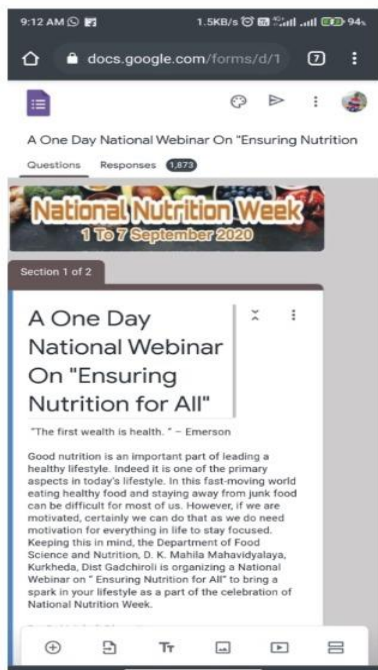 9:12 AM
1.5KB/s
94%
docs.google.com/forms/d/1
7
A One Day National Webinar On "Ensuring Nutrition
Questions Responses 1,873
National Nutrition Week
1 To 7 September 2020
Section 1 of 2
A One Day
National Webinar
On "Ensuring
Nutrition for All"
"The first wealth is health. " – Emerson
Good nutrition is an important part of leading a
healthy lifestyle. Indeed it is one of the primary
aspects in today's lifestyle. In this fast-moving world
eating healthy food and staying away from junk food
can be difficult for most of us. However, if we are
motivated, certainly we can do that as we do need
motivation for everything in life to stay focused.
Keeping this in mind, the Department of Food
Science and Nutrition, D. K. Mahila Mahavidyalaya,
Kurkheda, Dist Gadchiroli is organizing a National
Webinar on " Ensuring Nutrition for All" to bring a
spark in your lifestyle as a part of the celebration of
National Nutrition Week.
Tт